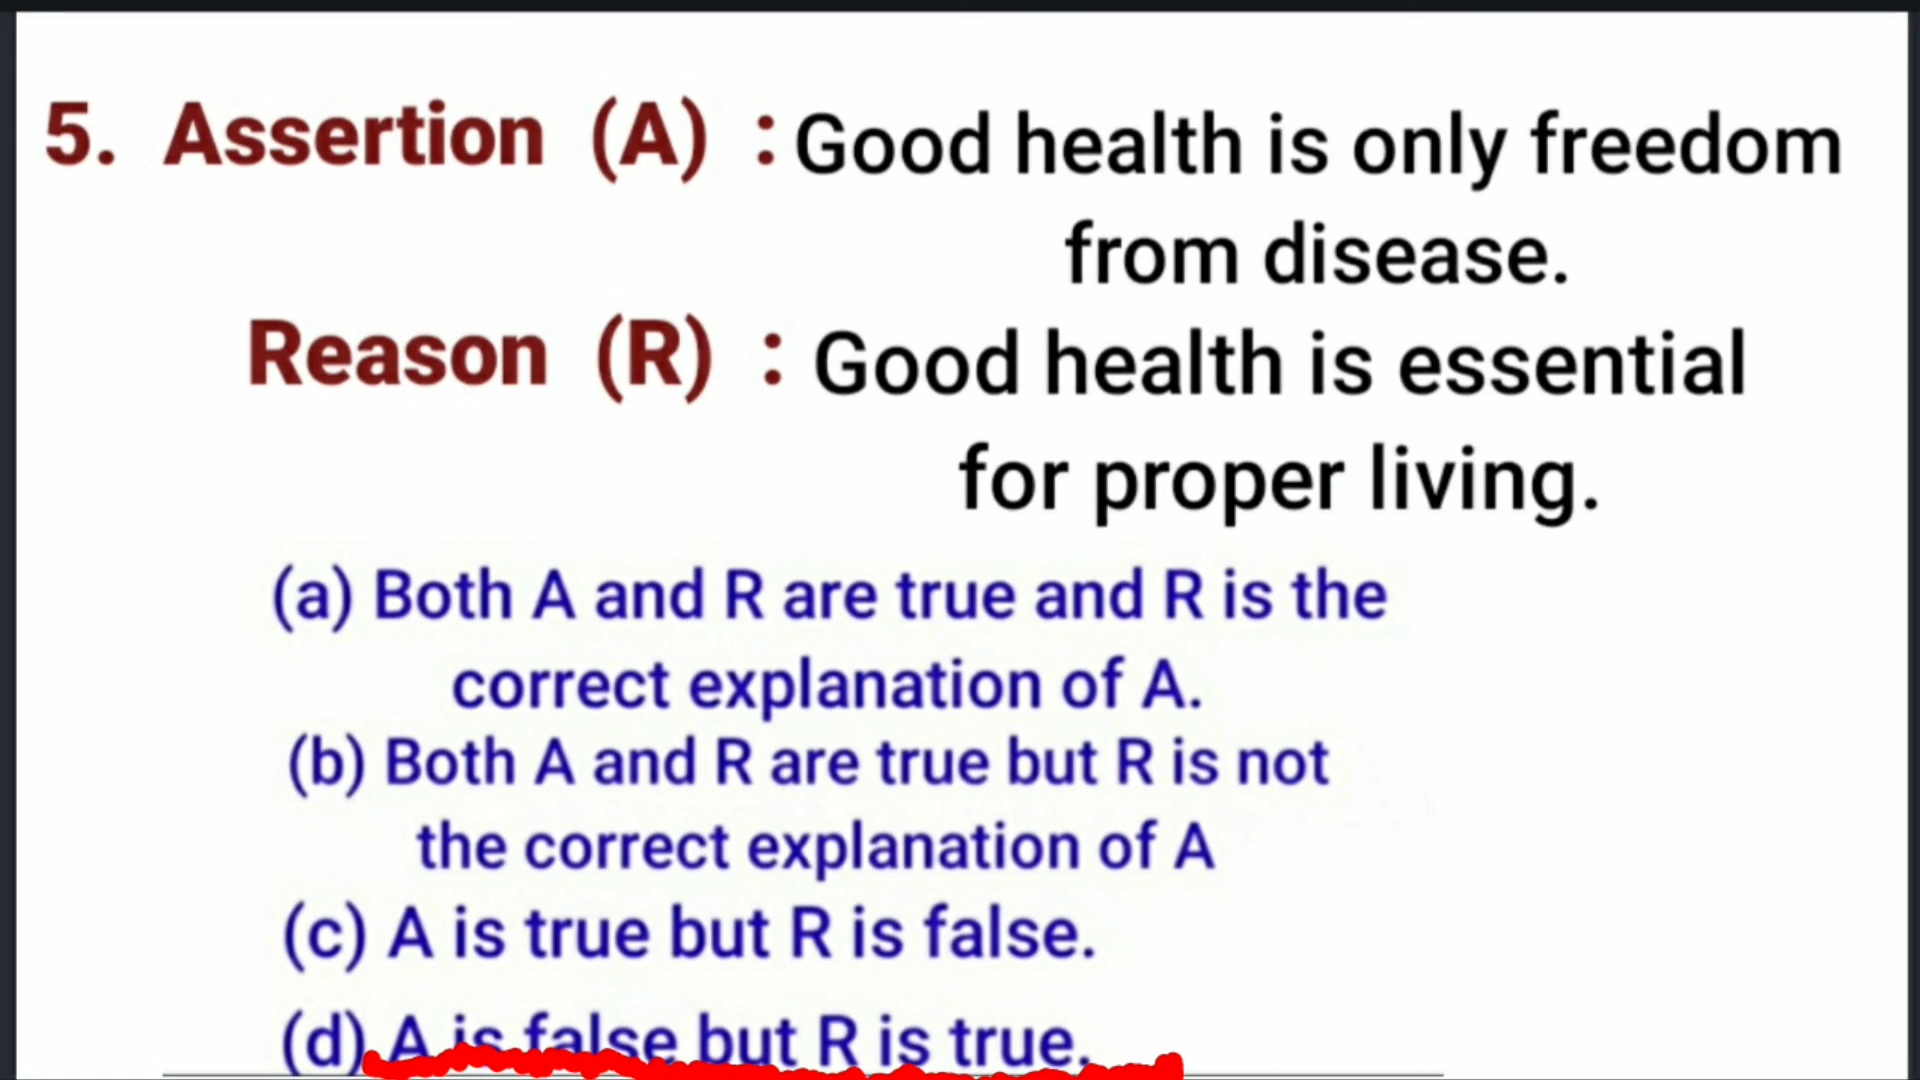 5. Assertion (A) : Good health is only freedom
from disease.
Reason (R) : Good health is essential
for proper living.
(a) Both A and R are true and R is the
correct explanation of A.
(b) Both A and R are true but R is not
the correct explanation of A
(c) A is true but R is false.
(d) A is false but R is true.